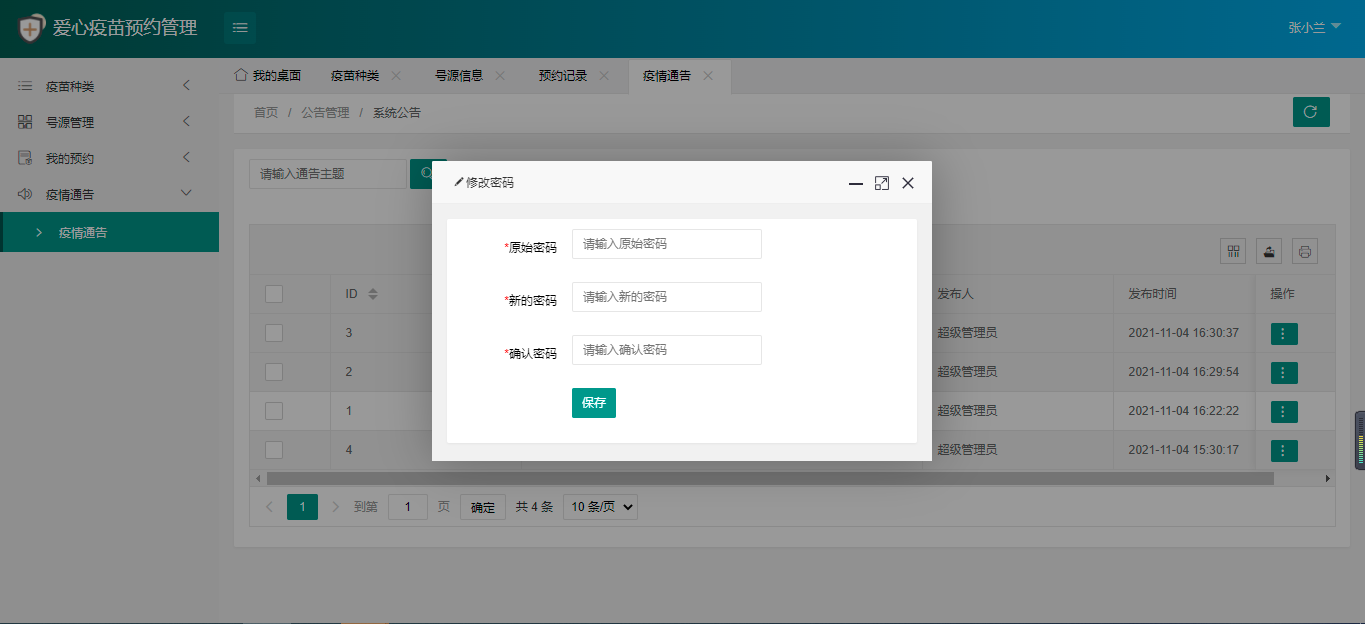 爱心疫苗预约管理
张小兰
疫苗种类
号源管理
我的预约
疫情通告
疫情通告
我的桌面 疫苗种类 号源信息 预约记录 疫情通告
首页 / 公告管理 / 系统公告
请输入通告主题
修改密码
*原始密码 请输入原始密码
*新的密码 请输入新的密码
*确认密码 请输入确认密码
保存
ID 发布人 发布时间 操作
3 超级管理员 2021-11-04 16:30:37
2 超级管理员 2021-11-04 16:29:54
1 超级管理员 2021-11-04 16:22:22
4 超级管理员 2021-11-04 15:30:17
1 到第 1 页 确定 共 4 条 10 条/页